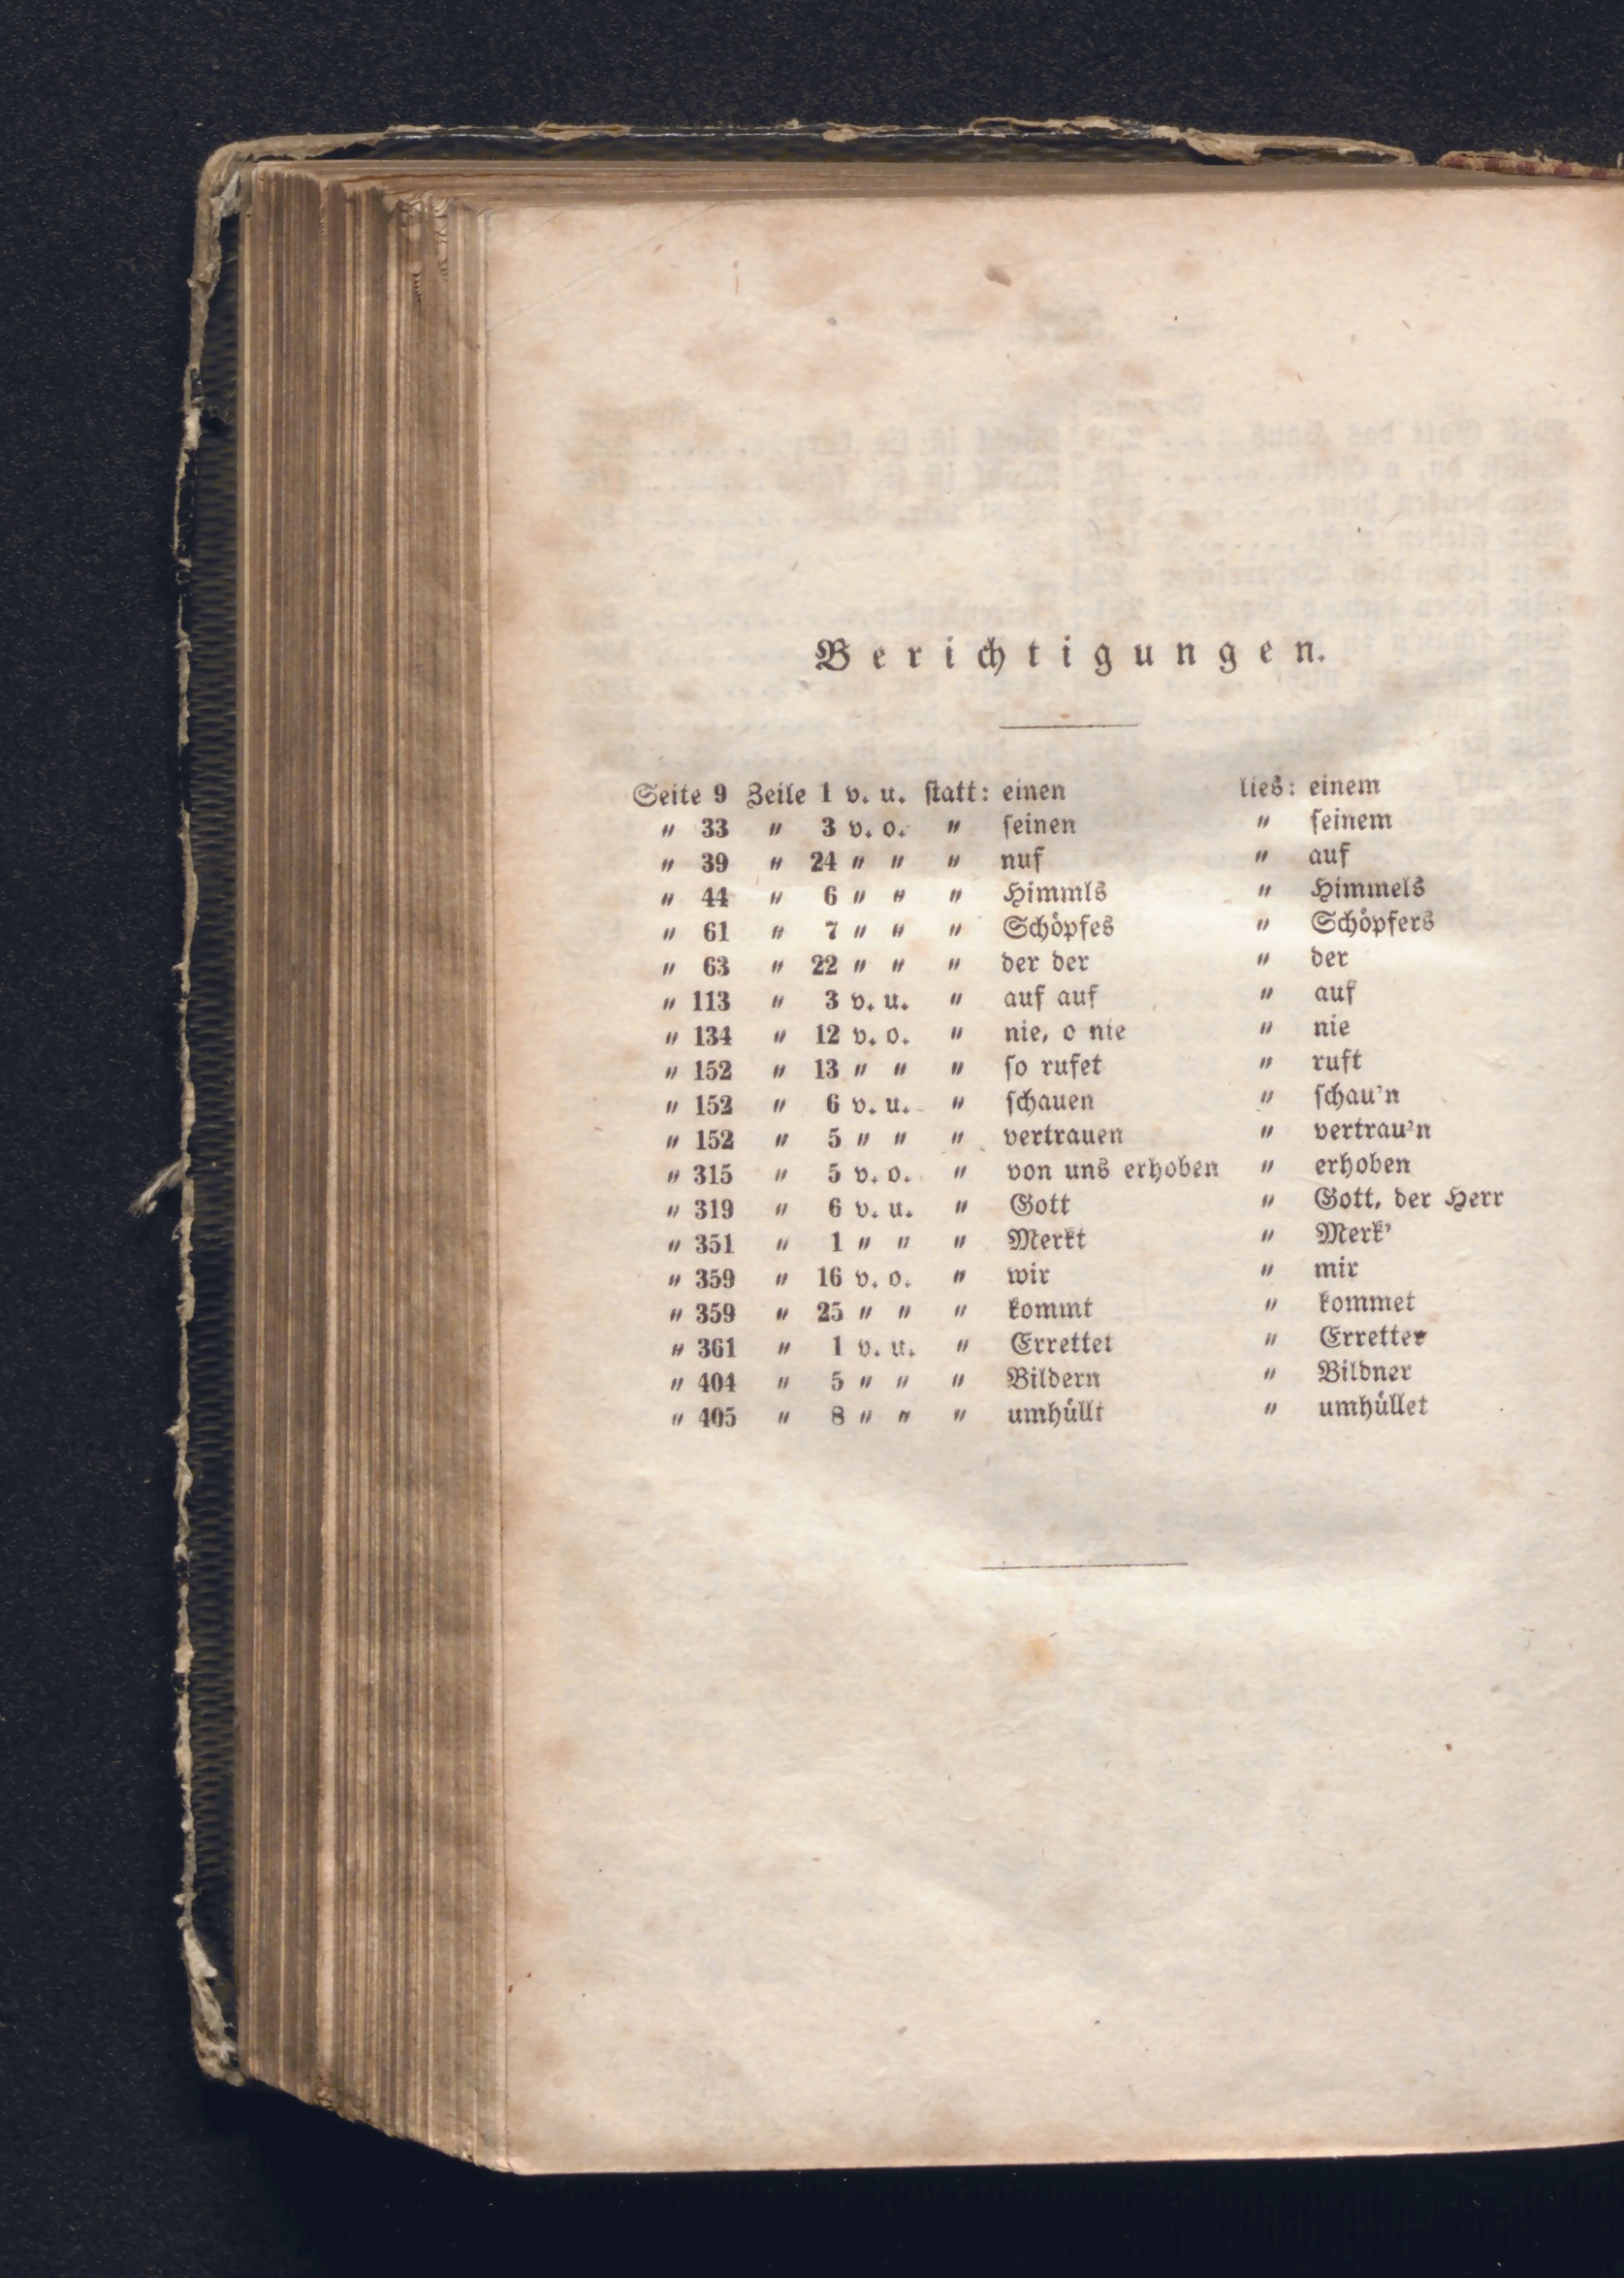 Berichtigungen.
Seite 9 Zeile 1 v. u. ſtatt: einen lies: einem
" 33 " 3 v. o. " ſeinen " ſeinem
" 39 " 24 " " " nuf " auf
" 44 " 6 " " " Himmls " Himmels
" 61 " 7 " " " Schöpfes " Schöpfers
" 63 " 22 " " " der der " der
" 113 " 3 v. u. " auf auf " auf
" 134 " 12 v. o. " nie, o nie " nie
" 152 " 13 " " " ſo rufet " ruft
" 152 " 6 v. u. " ſchauen " ſchau'n
" 152 " 5 " " " vertrauen " vertrau'n
" 315 " 5 v. o. " von uns erhoben " erhoben
" 319 " 6 v. u. " Gott " Gott, der Herr
" 351 " 1 " " " Merkt " Merk'
" 359 " 16 v. o. " wir " mir
" 359 " 25 " " " kommt " kommet
" 361 " 1 v. u. " Errettet " Erretter
" 404 " 5 " " " Bildern " Bildner
" 405 " 8 " " " umhüllt " umhüllet